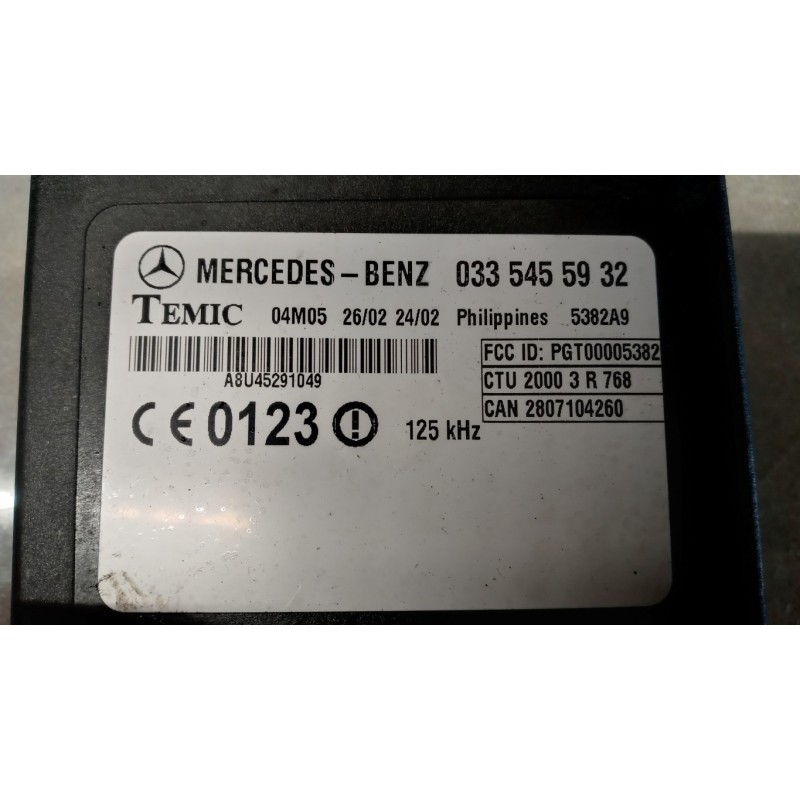 MERCEDES-BENZ 033 545 59 32
TEMIC 04M05 26/02 24/02 Philippines 5382A9
FCC ID: PGT00005382
A8U45291049
CTU 2000 3 R 768
CAN 2807104260
CE 0123 125 kHz